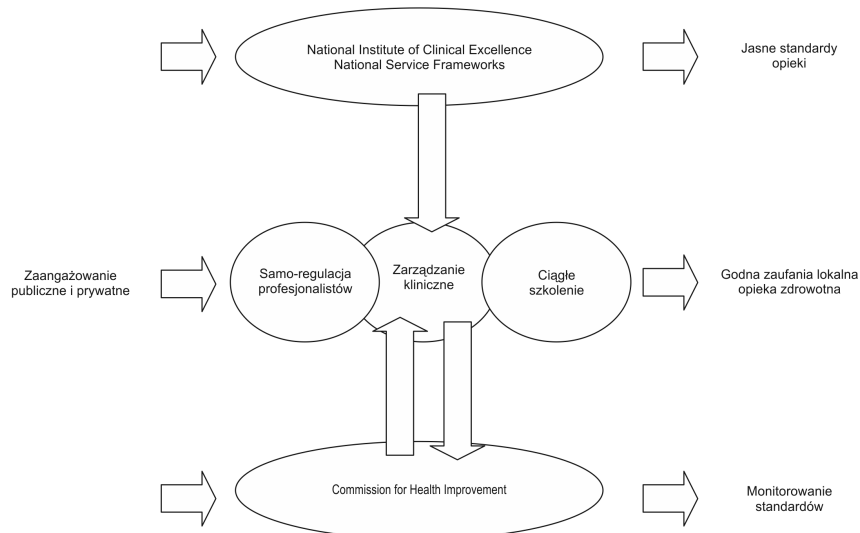 National Institute of Clinical Excellence
National Service Frameworks
Jasne standardy
opieki
Zaangażowanie
publiczne i prywatne
Samo-regulacja
profesjonalistów
Zarządzanie
kliniczne
Ciągłe
szkolenie
Godna zaufania lokalna
opieka zdrowotna
Commission for Health Improvement
Monitorowanie
standardów